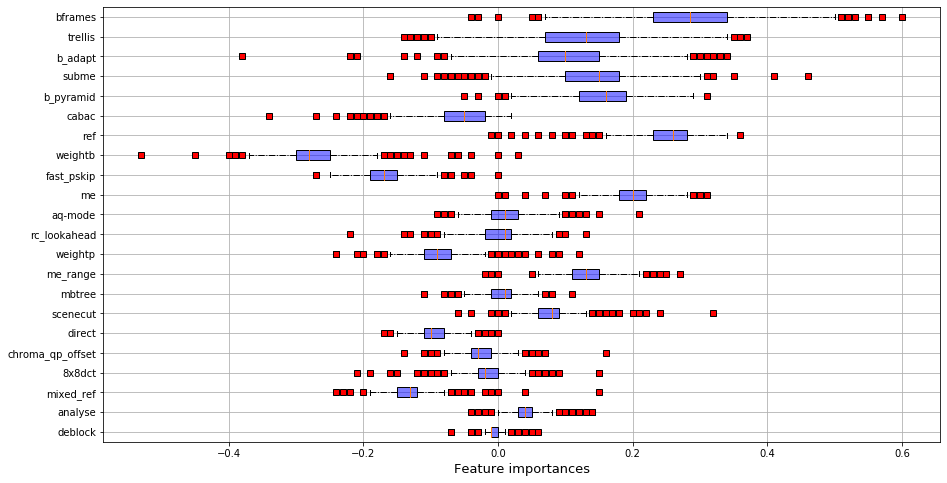 bframes
trellis
b_adapt
subme
b_pyramid
cabac
ref
weightb
fast_pskip
me
aq-mode
rc_lookahead
weightp
me_range
mbtree
scenecut
direct
chroma_qp_offset
8x8dct
mixed_ref
analyse
deblock
−0.4 −0.2 0.0 0.2 0.4 0.6
Feature importances